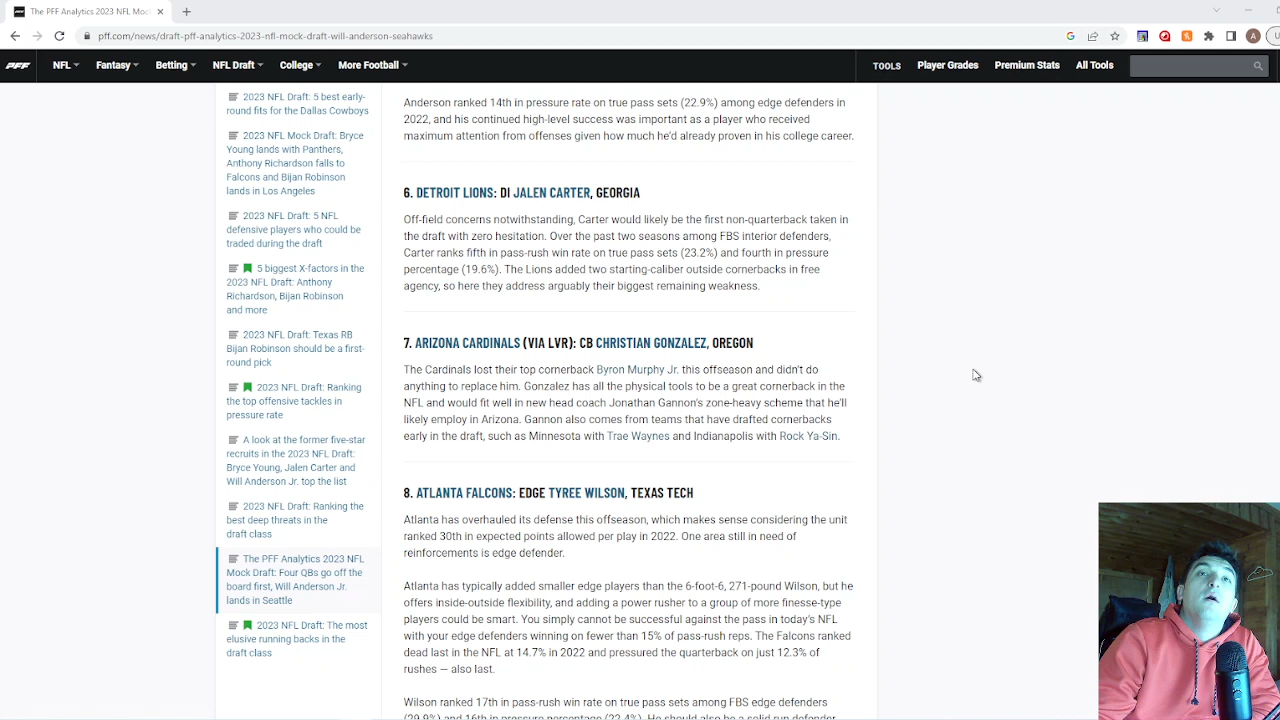 The PFF Analytics 2023 NFL Moc
pff.com/news/draft-pff-analytics-2023-nfl-mock-draft-will-anderson-seahawks
A
PFF
NFL
Fantasy
Betting
NFL Draft
College
More Football
TOOLS
Player Grades
Premium Stats
All Tools
2023 NFL Draft: 5 best early-
round fits for the Dallas Cowboys
2023 NFL Mock Draft: Bryce
Young lands with Panthers,
Anthony Richardson falls to
Falcons and Bijan Robinson
lands in Los Angeles
2023 NFL Draft: 5 NFL
defensive players who could be
traded during the draft
5 biggest X-factors in the
2023 NFL Draft: Anthony
Richardson, Bijan Robinson
and more
2023 NFL Draft: Texas RB
Bijan Robinson should be a first-
round pick
2023 NFL Draft: Ranking
the top offensive tackles in
pressure rate
A look at the former five-star
recruits in the 2023 NFL Draft:
Bryce Young, Jalen Carter and
Will Anderson Jr. top the list
2023 NFL Draft: Ranking the
best deep threats in the
draft class
The PFF Analytics 2023 NFL
Mock Draft: Four QBs go off the
board first, Will Anderson Jr.
lands in Seattle
2023 NFL Draft: The most
elusive running backs in the
draft class
Anderson ranked 14th in pressure rate on true pass sets (22.9%) among edge defenders in
2022, and his continued high-level success was important as a player who received
maximum attention from offenses given how much he'd already proven in his college career.
6. DETROIT LIONS: DI JALEN CARTER, GEORGIA
Off-field concerns notwithstanding, Carter would likely be the first non-quarterback taken in
the draft with zero hesitation. Over the past two seasons among FBS interior defenders,
Carter ranks fifth in pass-rush win rate on true pass sets (23.2%) and fourth in pressure
percentage (19.6%). The Lions added two starting-caliber outside cornerbacks in free
agency, so here they address arguably their biggest remaining weakness.
7. ARIZONA CARDINALS (VIA LVR): CB CHRISTIAN GONZALEZ, OREGON
The Cardinals lost their top cornerback Byron Murphy Jr. this offseason and didn't do
anything to replace him. Gonzalez has all the physical tools to be a great cornerback in the
NFL and would fit well in new head coach Jonathan Gannon's zone-heavy scheme that he'll
likely employ in Arizona. Gannon also comes from teams that have drafted cornerbacks
early in the draft, such as Minnesota with Trae Waynes and Indianapolis with Rock Ya-Sin.
8. ATLANTA FALCONS: EDGE TYREE WILSON, TEXAS TECH
Atlanta has overhauled its defense this offseason, which makes sense considering the unit
ranked 30th in expected points allowed per play in 2022. One area still in need of
reinforcements is edge defender.
Atlanta has typically added smaller edge players than the 6-foot-6, 271-pound Wilson, but he
offers inside-outside flexibility, and adding a power rusher to a group of more finesse-type
players could be smart. You simply cannot be successful against the pass in today's NFL
with your edge defenders winning on fewer than 15% of pass-rush reps. The Falcons ranked
dead last in the NFL at 14.7% in 2022 and pressured the quarterback on just 12.3% of
rushes — also last.
Wilson ranked 17th in pass-rush win rate on true pass sets among FBS edge defenders
(29.9%) and 16th in pressure percentage (22.4%). He should also be a solid run defender